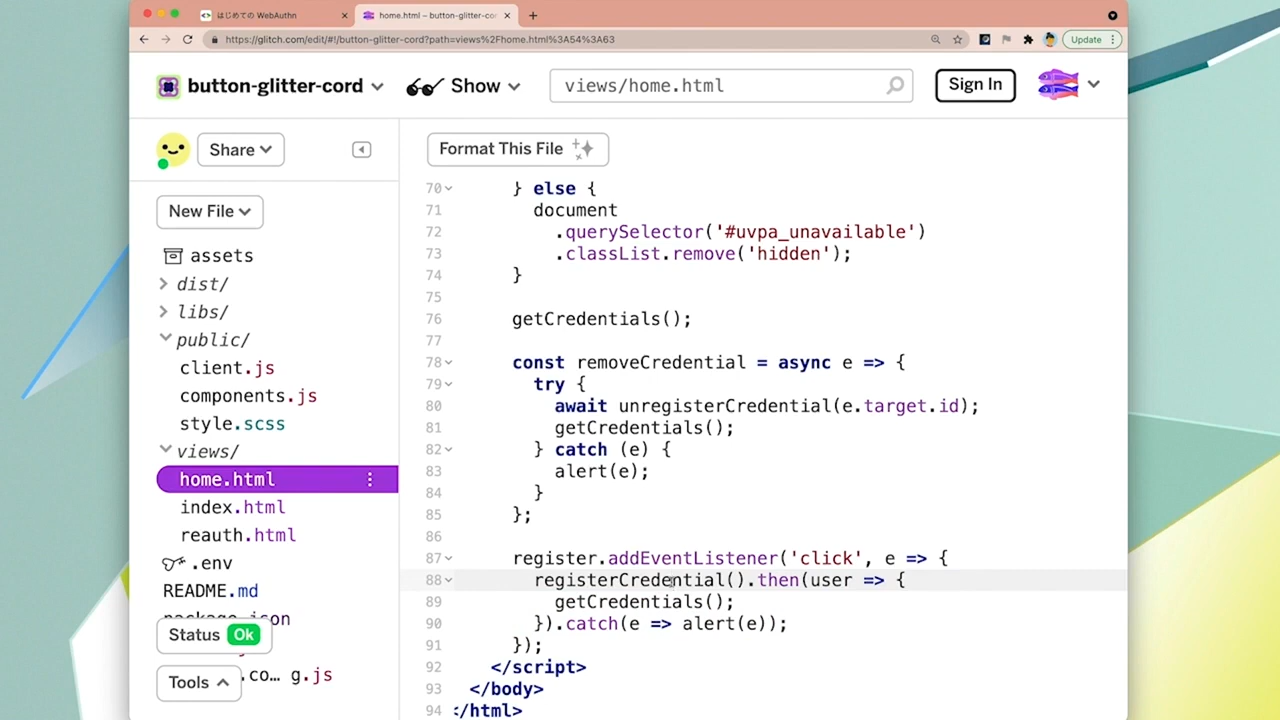 はじめての WebAuthn
home.html – button-glitter-cor
Update
https://glitch.com/edit/#!/button-glitter-cord?path=views%2Fhome.html%3A54%3A63
button-glitter-cord
Show
views/home.html
Sign In
Share
Format This File
New File
assets
dist/
libs/
public/
client.js
components.js
style.scss
views/
home.html
index.html
reauth.html
.env
README.md
package.json
Status Ok
.co… g.js
Tools
70 } else {
71 document
72 .querySelector('#uvpa_unavailable')
73 .classList.remove('hidden');
74 }
75
76 getCredentials();
77
78 const removeCredential = async e => {
79 try {
80 await unregisterCredential(e.target.id);
81 getCredentials();
82 } catch (e) {
83 alert(e);
84 }
85 };
86
87 register.addEventListener('click', e => {
88 registerCredential().then(user => {
89 getCredentials();
90 }).catch(e => alert(e));
91 });
92 </script>
93 </body>
94 </html>